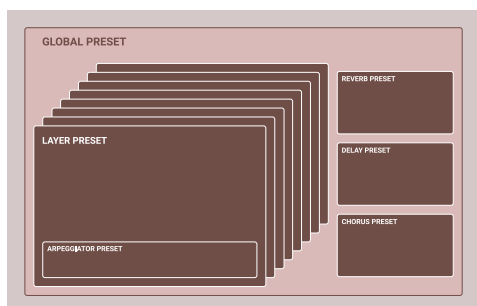 GLOBAL PRESET
LAYER PRESET
ARPEGGIATOR PRESET
REVERB PRESET
DELAY PRESET
CHORUS PRESET